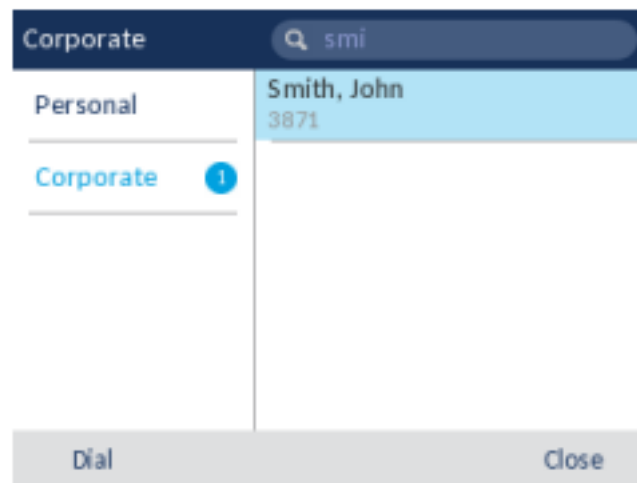 Corporate
smi
Personal
Corporate 1
Smith, John
3871
Dial
Close